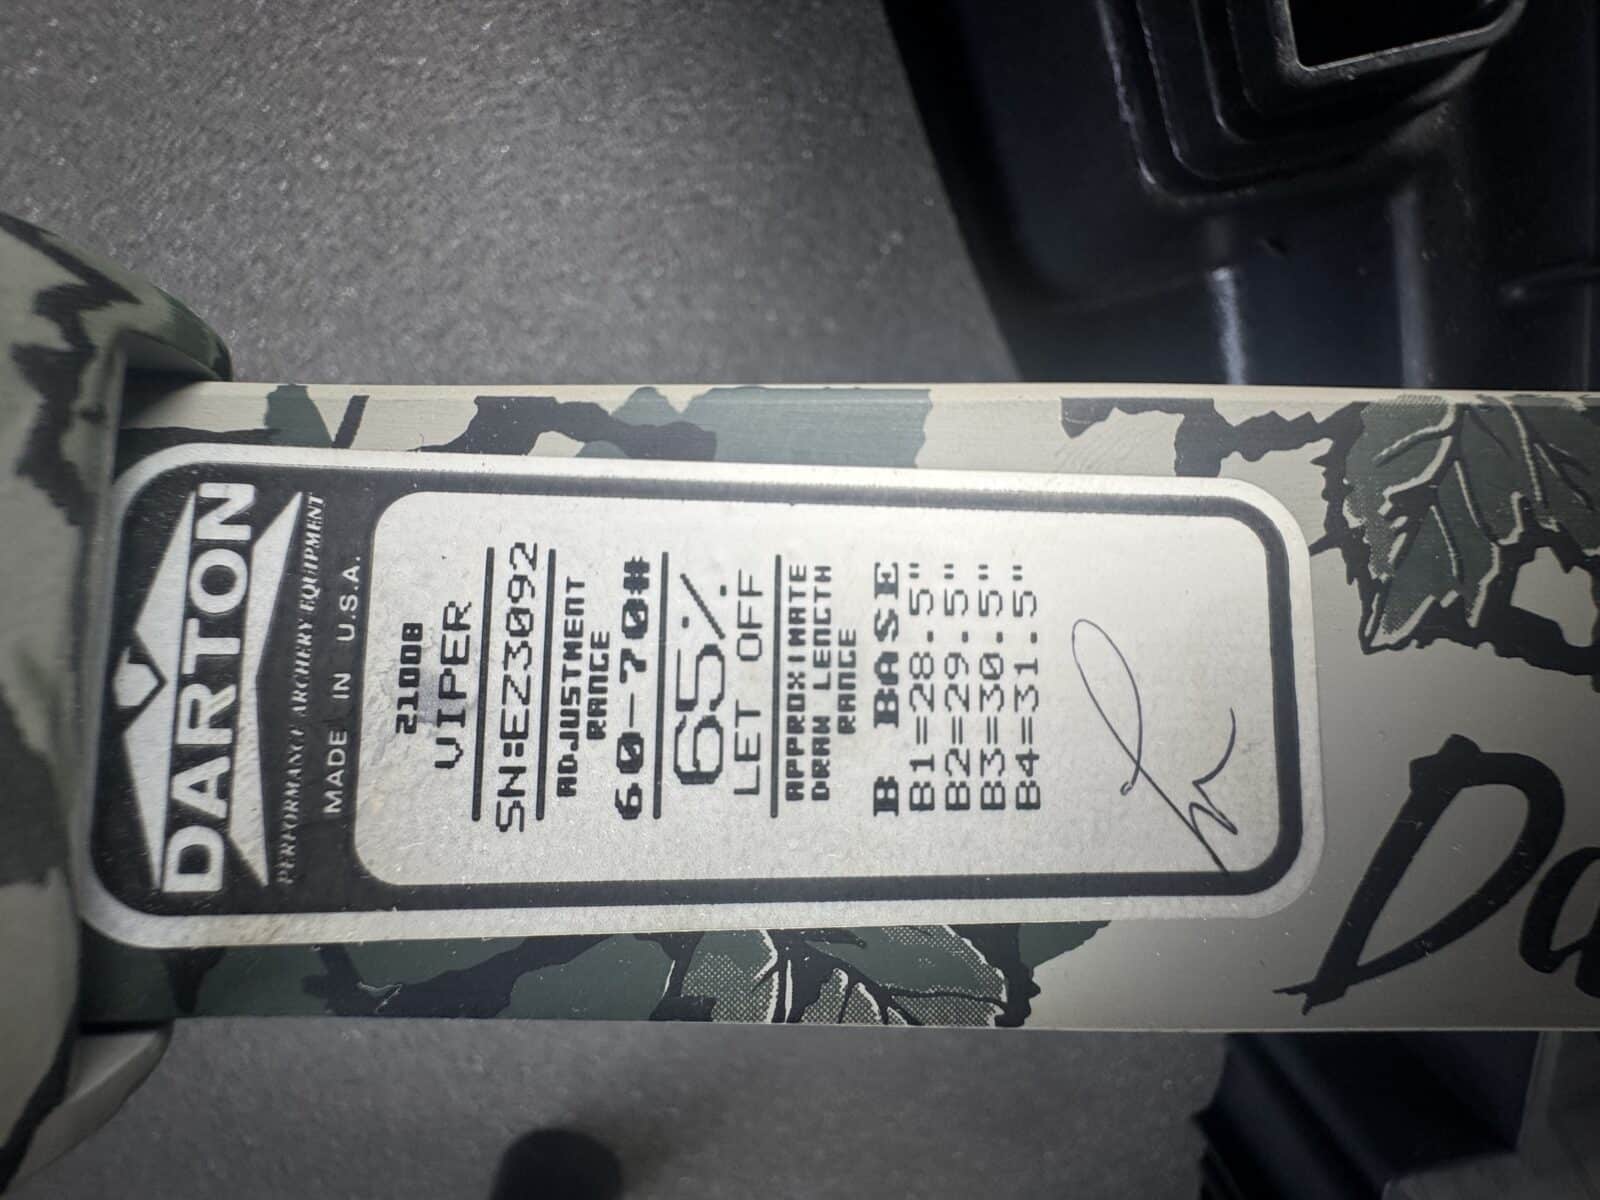 DARTON
PERFORMANCE ARCHERY EQUIPMENT
MADE IN U.S.A.
21008
VIPER
SN:EZ3092
ADJUSTMENT
RANGE
60-70#
65%
LET OFF
APPROXIMATE
DRAW LENGTH
RANGE
B BASE
B1=28.5"
B2=29.5"
B3=30.5"
B4=31.5"
Da